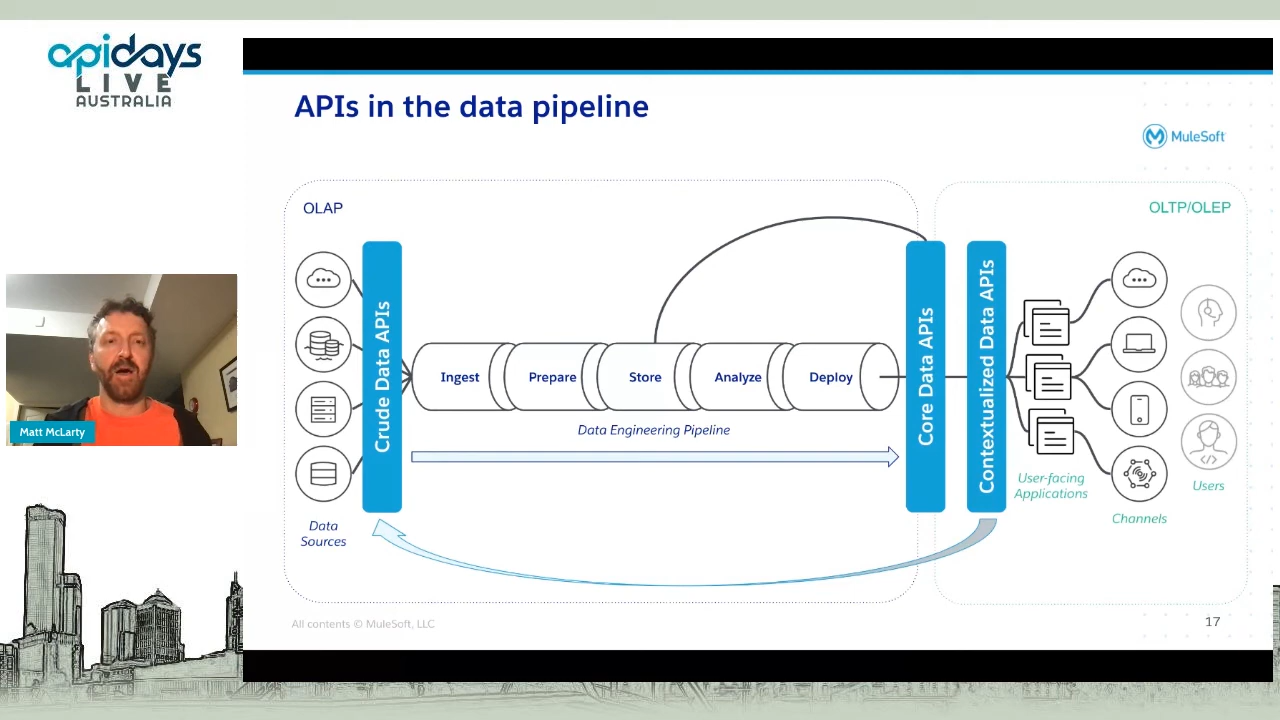 apidays
LIVE
AUSTRALIA
APIs in the data pipeline
MuleSoft
OLAP
OLTP/OLEP
Crude Data APIs
Ingest
Prepare
Store
Analyze
Deploy
Data Engineering Pipeline
Core Data APIs
Contextualized Data APIs
User-facing
Applications
Channels
Users
Data
Sources
Matt McLarty
All contents © MuleSoft, LLC
17